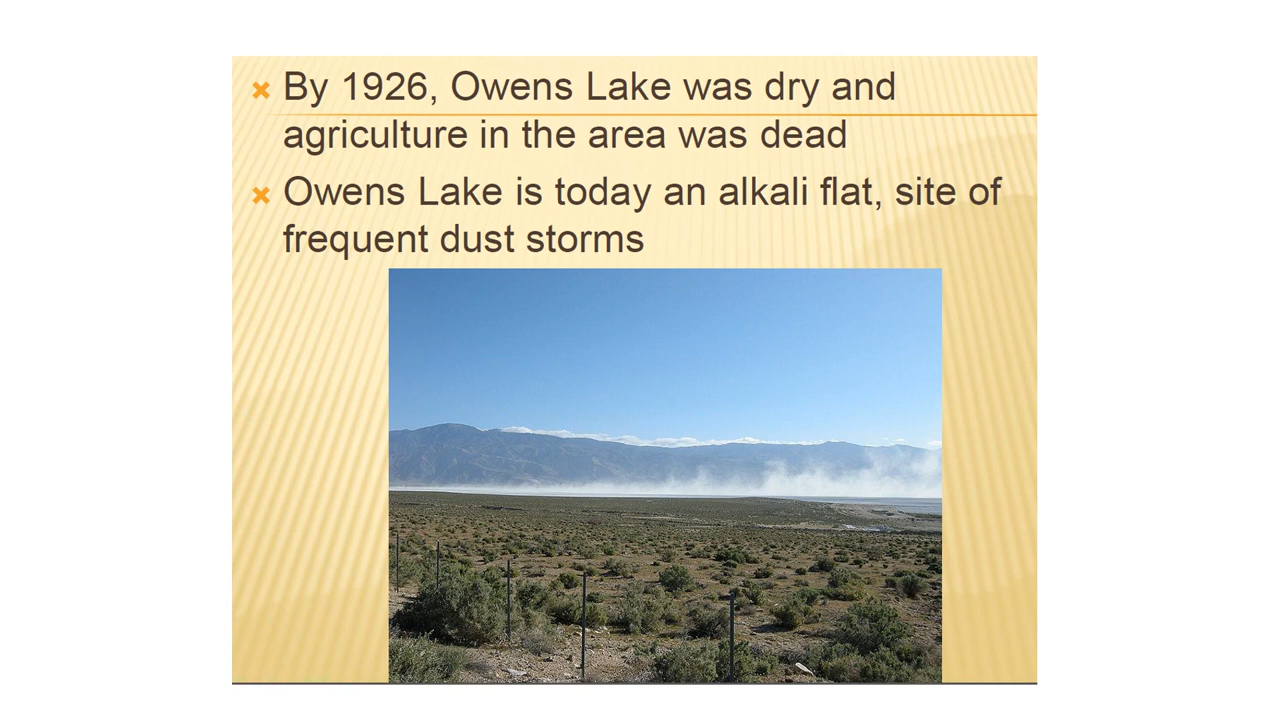 By 1926, Owens Lake was dry and
agriculture in the area was dead
Owens Lake is today an alkali flat, site of
frequent dust storms